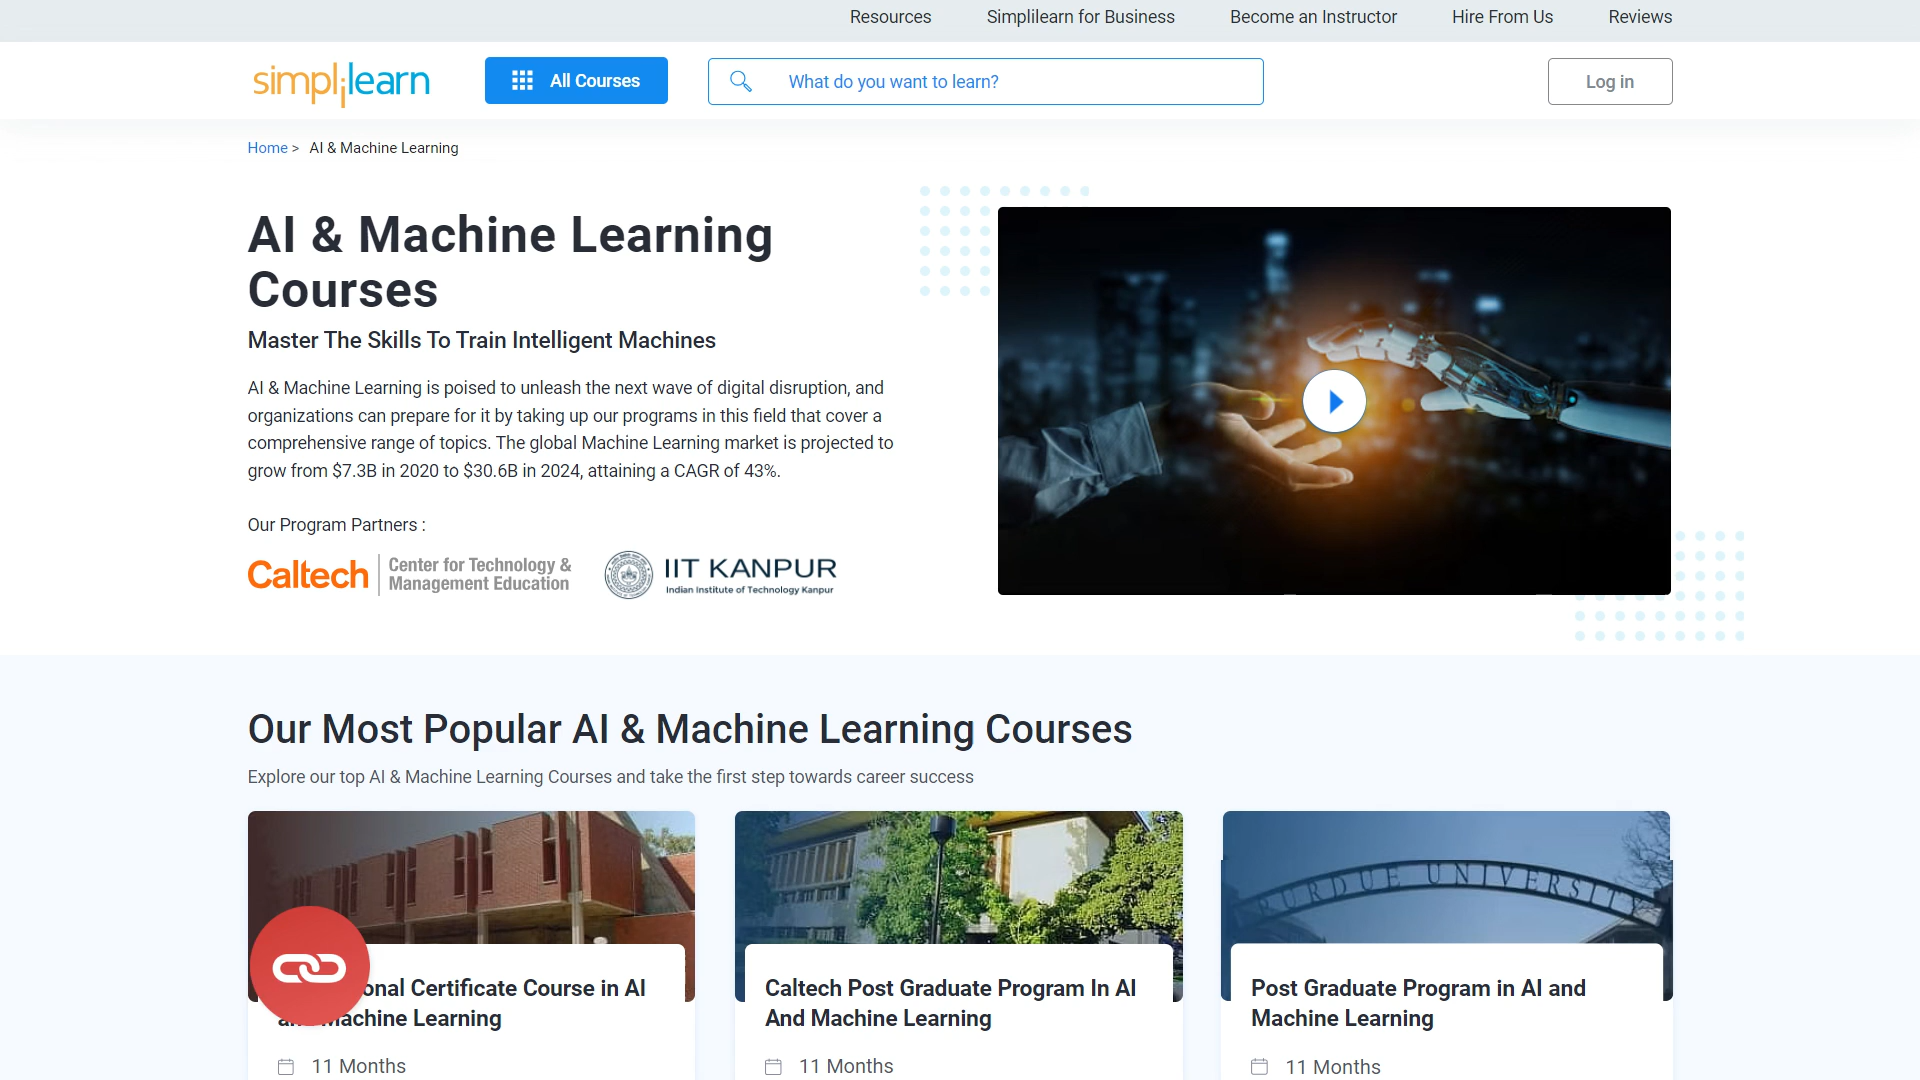 Resources Simplilearn for Business Become an Instructor Hire From Us Reviews
simplilearn All Courses What do you want to learn? Log in
Home > AI & Machine Learning
AI & Machine Learning
Courses
Master The Skills To Train Intelligent Machines
AI & Machine Learning is poised to unleash the next wave of digital disruption, and
organizations can prepare for it by taking up our programs in this field that cover a
comprehensive range of topics. The global Machine Learning market is projected to
grow from $7.3B in 2020 to $30.6B in 2024, attaining a CAGR of 43%.
Our Program Partners :
Caltech Center for Technology &
Management Education
IIT KANPUR
Indian Institute of Technology Kanpur
Our Most Popular AI & Machine Learning Courses
Explore our top AI & Machine Learning Courses and take the first step towards career success
PURDUE UNIVERSITY
Certificate Course in AI
Machine Learning
11 Months
Caltech Post Graduate Program In AI
And Machine Learning
11 Months
Post Graduate Program in AI and
Machine Learning
11 Months